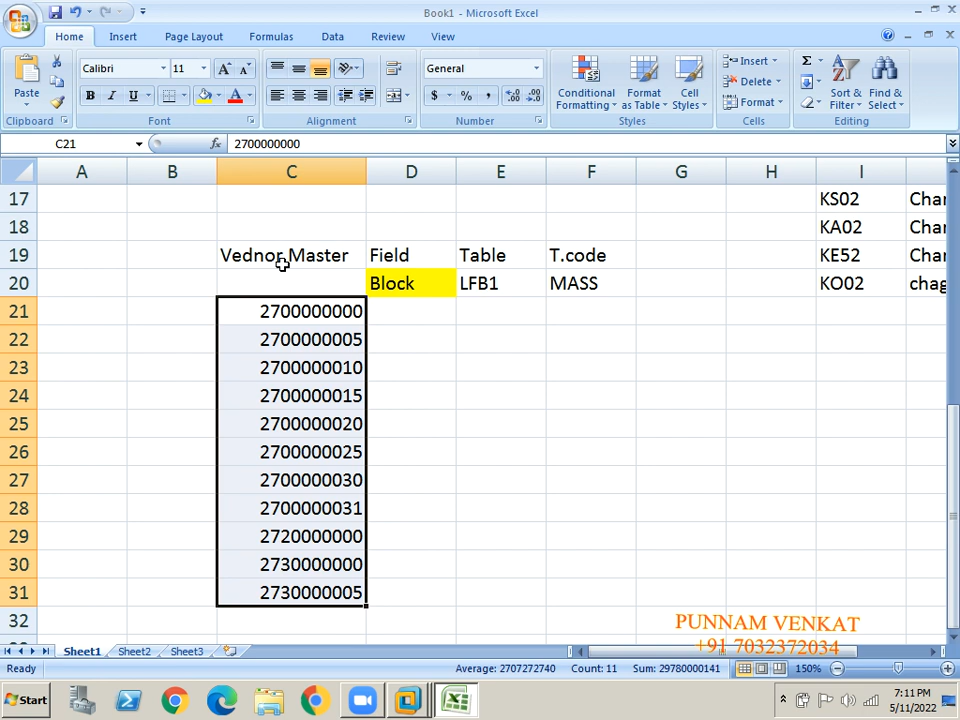 Book1 - Microsoft Excel
Home Insert Page Layout Formulas Data Review View
Paste Calibri 11 A A General Conditional Formatting Format as Table Cell Styles Insert Delete Format Sort & Filter Find & Select
B I U A $ % , .0 .00 .00 .0 Σ
Clipboard Font Alignment Number Styles Cells Editing
C21 fx 2700000000
A B C D E F G H I
17 KS02 Char
18 KA02 Char
19 Vednor Master Field Table T.code KE52 Char
20 Block LFB1 MASS KO02 chag
21 2700000000
22 2700000005
23 2700000010
24 2700000015
25 2700000020
26 2700000025
27 2700000030
28 2700000031
29 2720000000
30 2730000000
31 2730000005
32
PUNNAM VENKAT
+91 7032372034
Sheet1 Sheet2 Sheet3
Ready Average: 2707272740 Count: 11 Sum: 29780000141 150%
Start 7:11 PM
5/11/2022